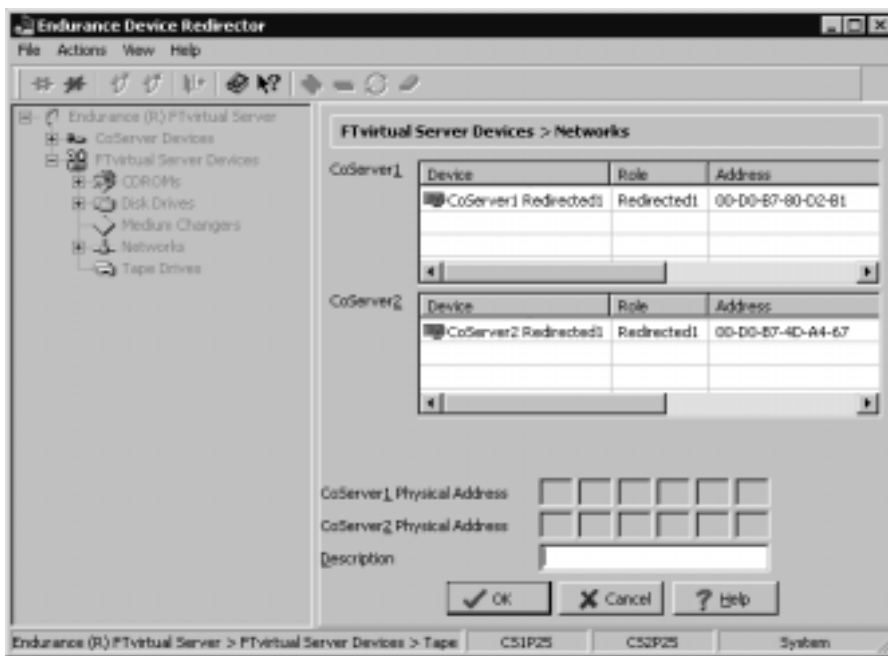 Endurance Device Redirector
File Actions View Help
Endurance (R) FTvirtual Server
CoServer Devices
FTvirtual Server Devices
CDROMs
Disk Drives
Medium Changers
Networks
Tape Drives
FTvirtual Server Devices > Networks
CoServer1
Device Role Address
CoServer1 Redirected1 Redirected1 00-D0-B7-80-D2-B1
CoServer2
Device Role Address
CoServer2 Redirected1 Redirected1 00-D0-B7-4D-A4-67
CoServer1 Physical Address
CoServer2 Physical Address
Description
OK Cancel Help
Endurance (R) FTvirtual Server > FTvirtual Server Devices > Tape CS1P25 CS2P25 System